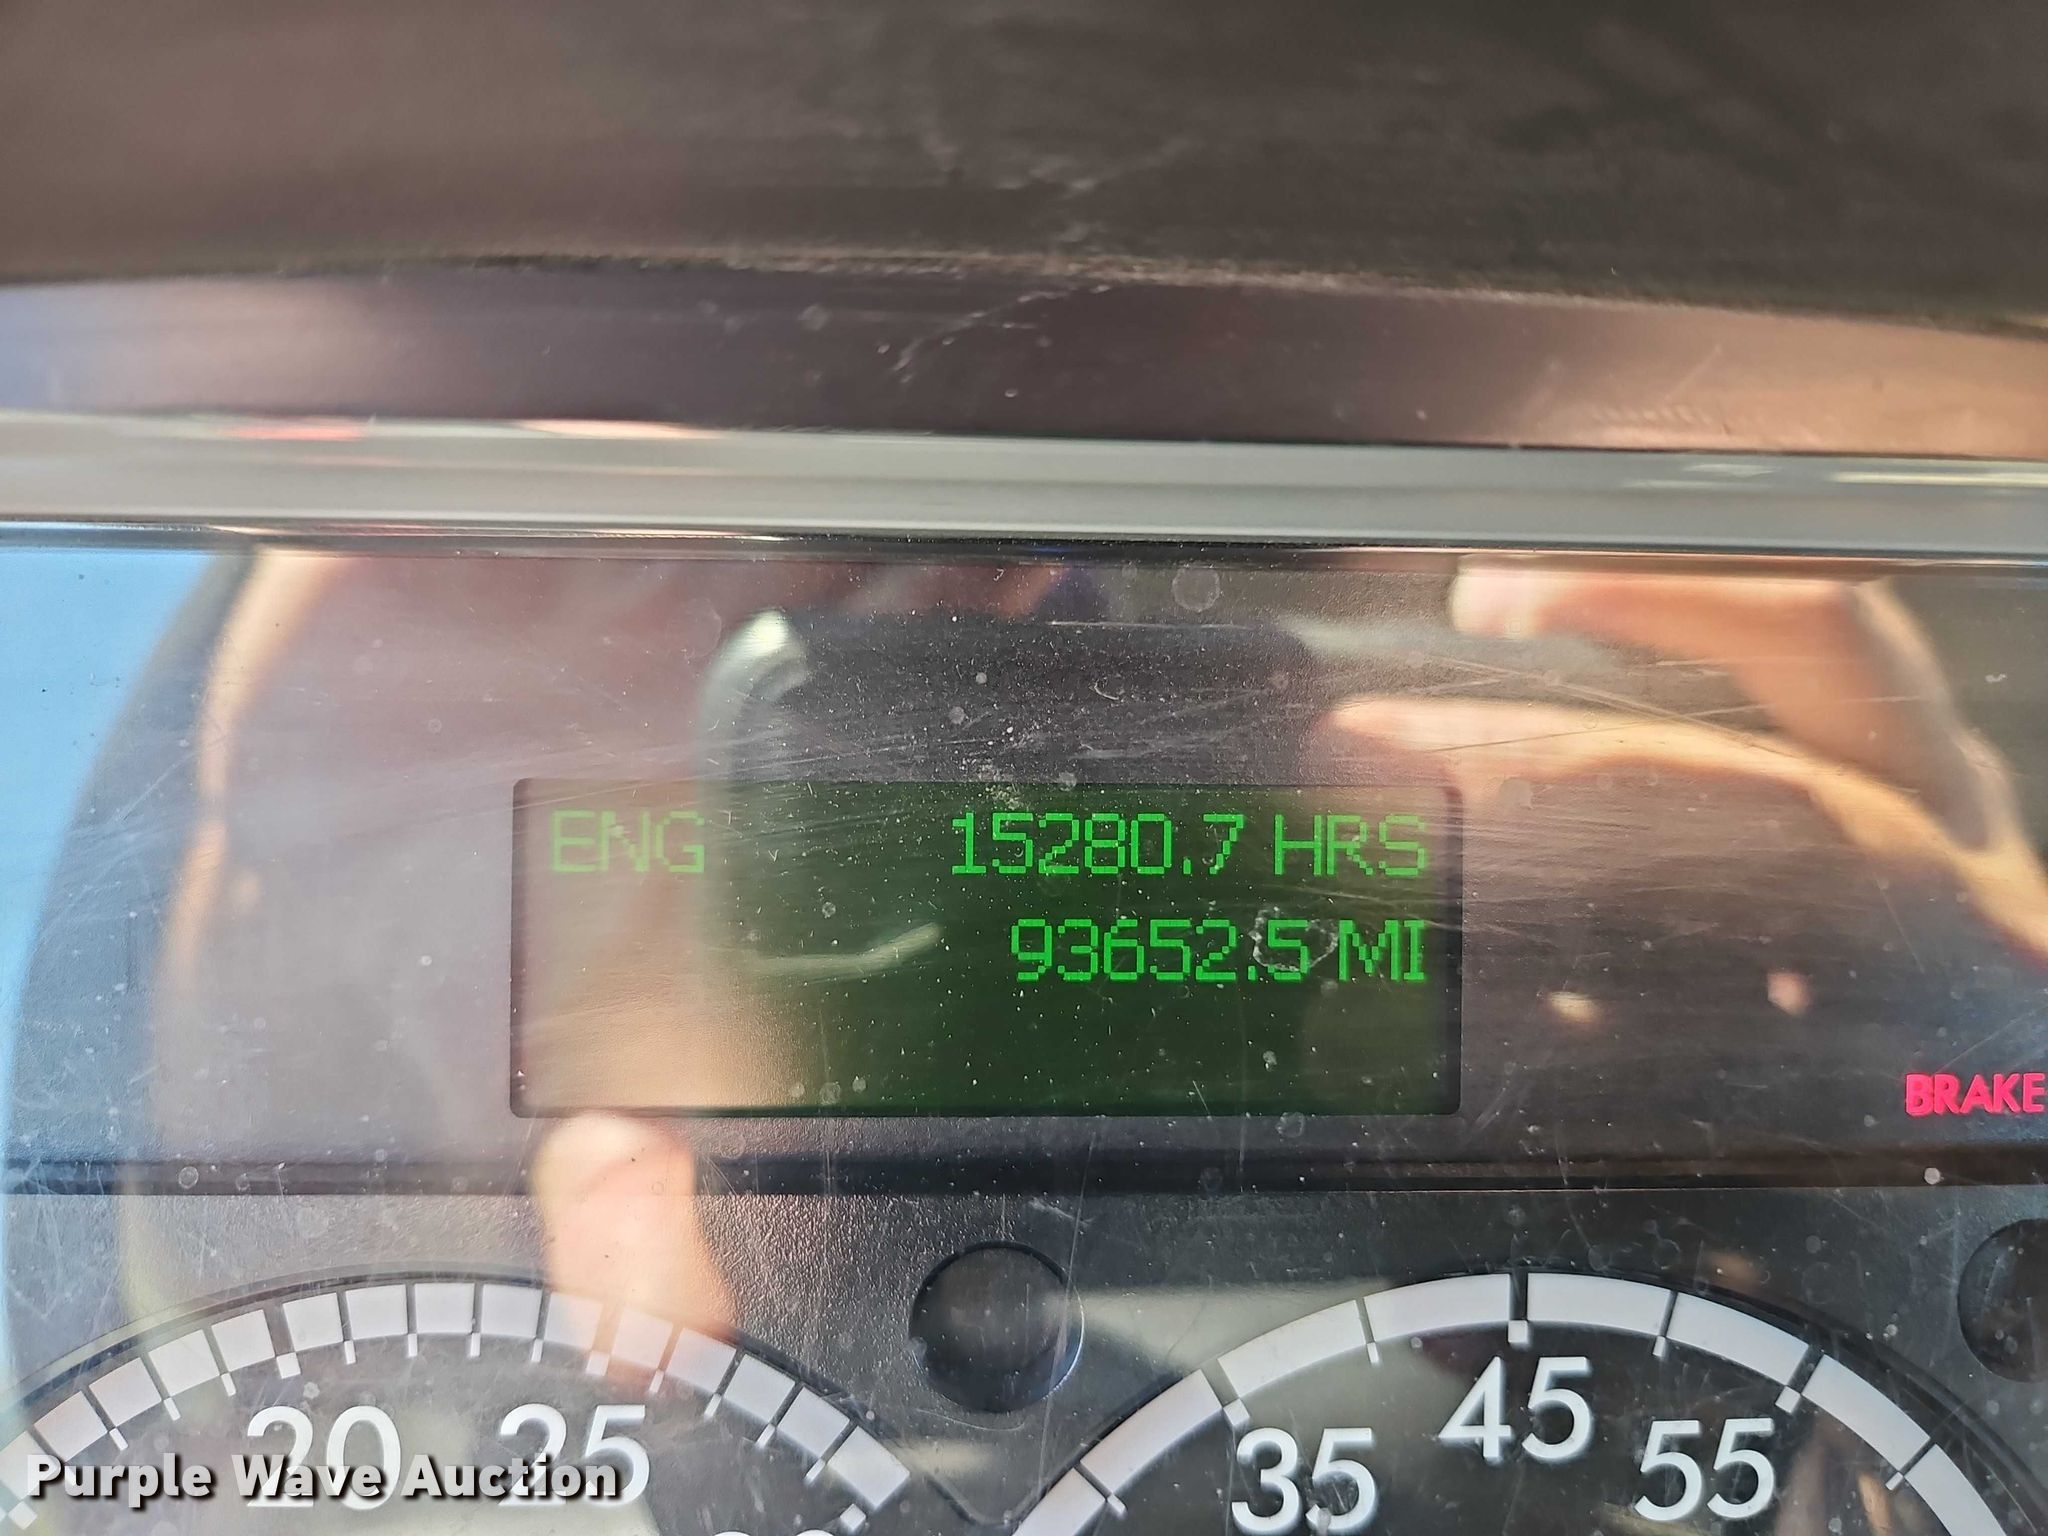 ENG 15280.7 HRS
93652.5 MI
BRAKE
20 25
35 45 55
Purple Wave Auction